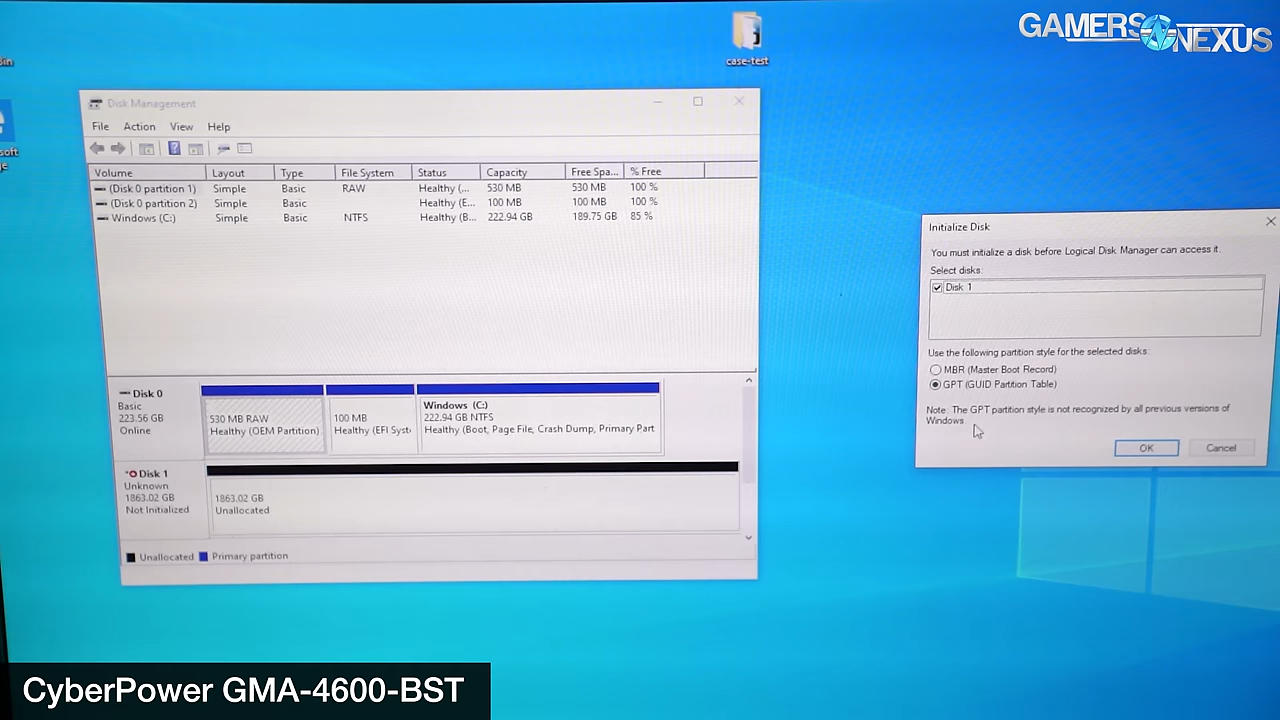 GAMERS NEXUS
case-test
Disk Management
File Action View Help
Volume Layout Type File System Status Capacity Free Spa... % Free
(Disk 0 partition 1) Simple Basic RAW Healthy (... 530 MB 530 MB 100 %
(Disk 0 partition 2) Simple Basic Healthy (E... 100 MB 100 MB 100 %
Windows (C:) Simple Basic NTFS Healthy (B... 222.94 GB 189.75 GB 85 %
Initialize Disk
You must initialize a disk before Logical Disk Manager can access it.
Select disks:
Disk 1
Use the following partition style for the selected disks:
MBR (Master Boot Record)
GPT (GUID Partition Table)
Note: The GPT partition style is not recognized by all previous versions of
Windows.
OK Cancel
Disk 0
Basic
223.56 GB
Online
530 MB RAW
Healthy (OEM Partition)
100 MB
Healthy (EFI Syst
Windows (C:)
222.94 GB NTFS
Healthy (Boot, Page File, Crash Dump, Primary Part
Disk 1
Unknown
1863.02 GB
Not Initialized
1863.02 GB
Unallocated
Unallocated Primary partition
CyberPower GMA-4600-BST